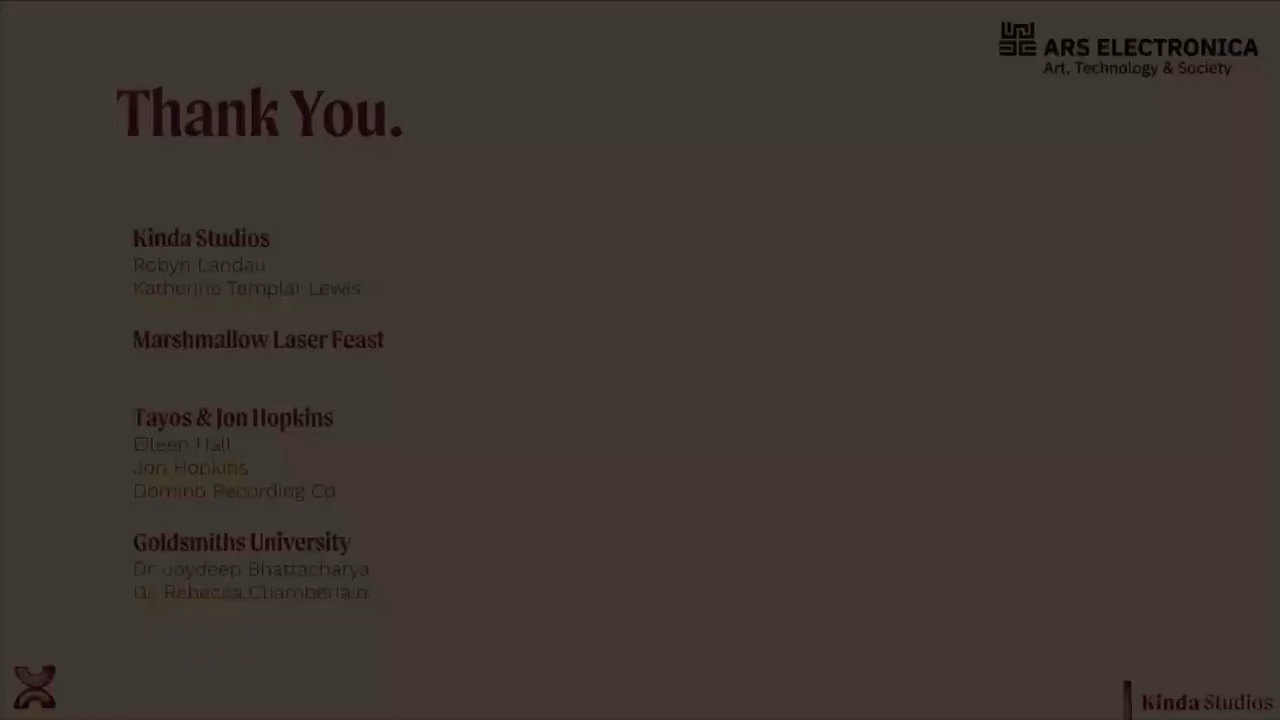 ARS ELECTRONICA
Art, Technology & Society
Thank You.
Kinda Studios
Robyn Landau
Katherine Templar Lewis
Marshmallow Laser Feast
Tayos & Jon Hopkins
Eileen Hall
Jon Hopkins
Domino Recording Co
Goldsmiths University
Dr Joydeep Bhattacharya
Dr. Rebecca Chamberlain
Kinda Studios